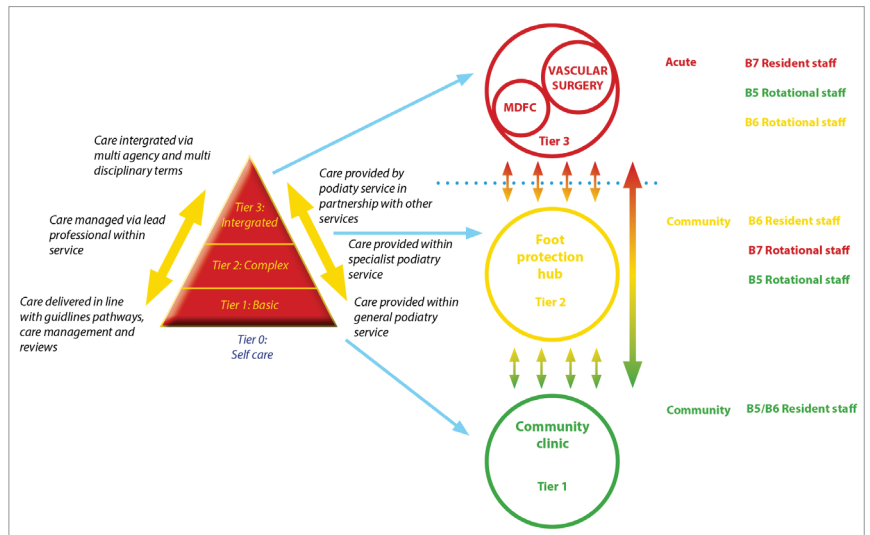 Care intergrated via
multi agency and multi
disciplinary terms
Care managed via lead
professional within
service
Care delivered in line
with guidlines pathways,
care management and
reviews
Tier 3:
Intergrated
Tier 2: Complex
Tier 1: Basic
Tier 0:
Self care
Care provided by
podiaty service in
partnership with other
services
Care provided within
specialist podiatry
service
Care provided within
general podiatry
service
VASCULAR
SURGERY
MDFC
Tier 3
Foot
protection
hub
Tier 2
Community
clinic
Tier 1
Acute
B7 Resident staff
B5 Rotational staff
B6 Rotational staff
Community
B6 Resident staff
B7 Rotational staff
B5 Rotational staff
Community
B5/B6 Resident staff